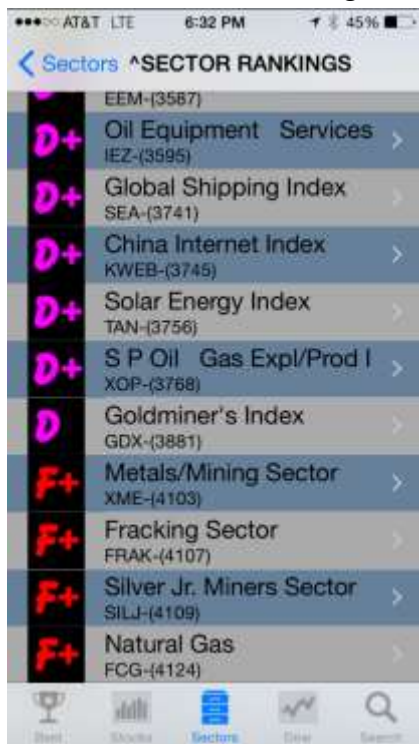 AT&T LTE 6:32 PM 45%
Sectors ^SECTOR RANKINGS
EEM-(3587)
D+ Oil Equipment Services
IEZ-(3595)
D+ Global Shipping Index
SEA-(3741)
D+ China Internet Index
KWEB-(3745)
D+ Solar Energy Index
TAN-(3756)
D+ S P Oil Gas Expl/Prod I
XOP-(3768)
D Goldminer's Index
GDX-(3881)
F+ Metals/Mining Sector
XME-(4103)
F+ Fracking Sector
FRAK-(4107)
F+ Silver Jr. Miners Sector
SILJ-(4109)
F+ Natural Gas
FCG-(4124)
Stocks Sectors Search